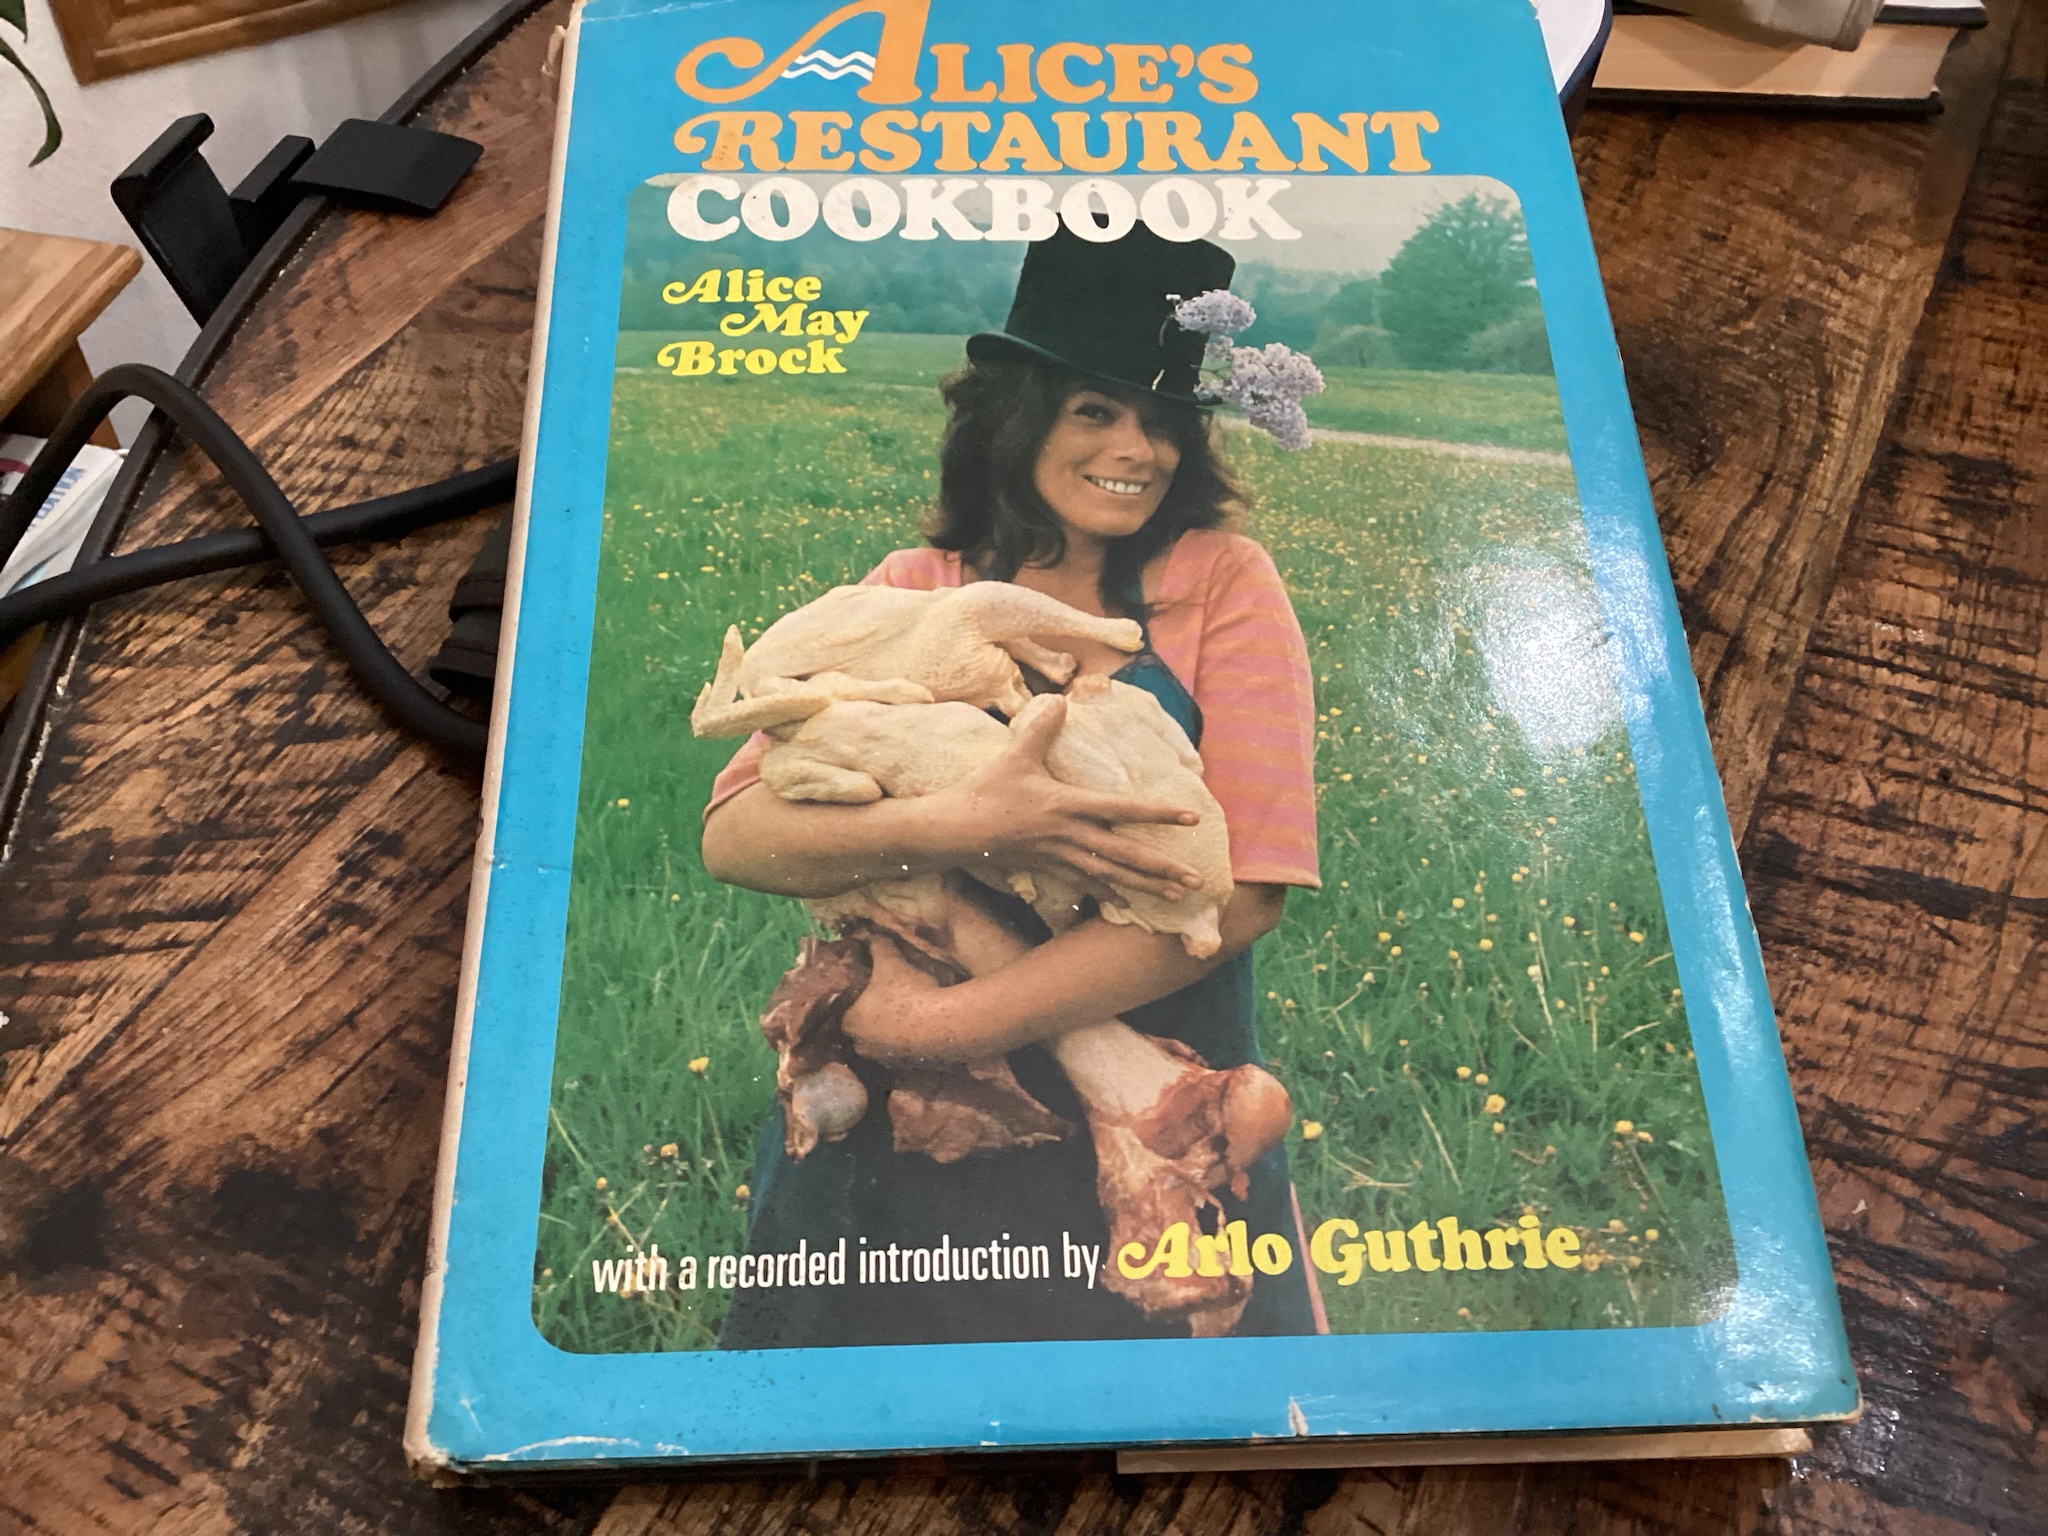 ALICE'S
RESTAURANT
COOKBOOK
Alice
May
Brock
with a recorded introduction by Arlo Guthrie